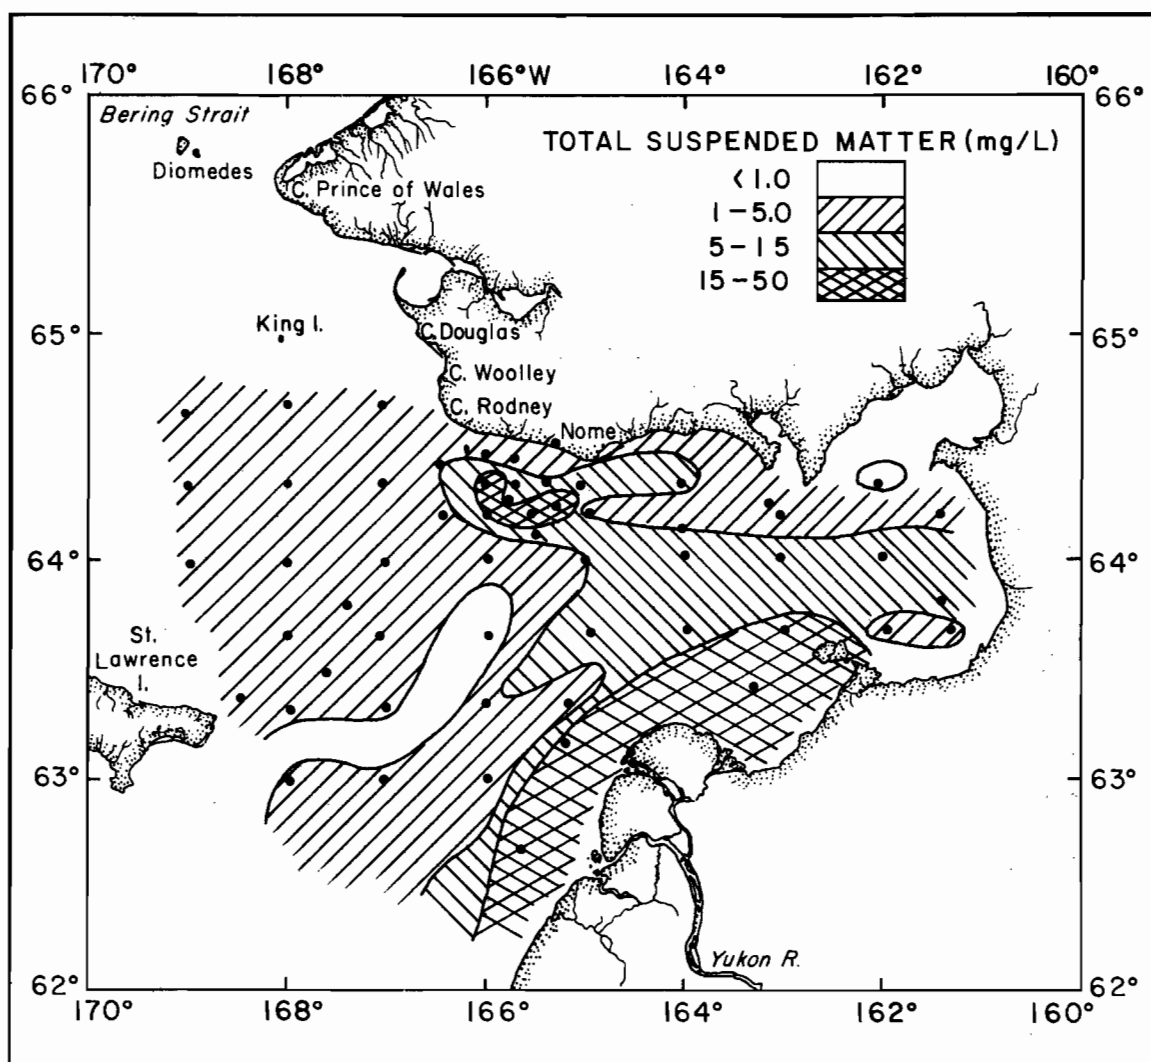 170° 168° 166°W 164° 162° 160°
66° 66°
Bering Strait
Diomedes
C. Prince of Wales
TOTAL SUSPENDED MATTER (mg/L)
<1.0
1-5.0
5-15
15-50
King I.
65° 65°
C. Douglas
C. Woolley
C. Rodney
Nome
64° 64°
St.
Lawrence
I.
63° 63°
Yukon R.
62° 62°
170° 168° 166° 164° 162° 160°